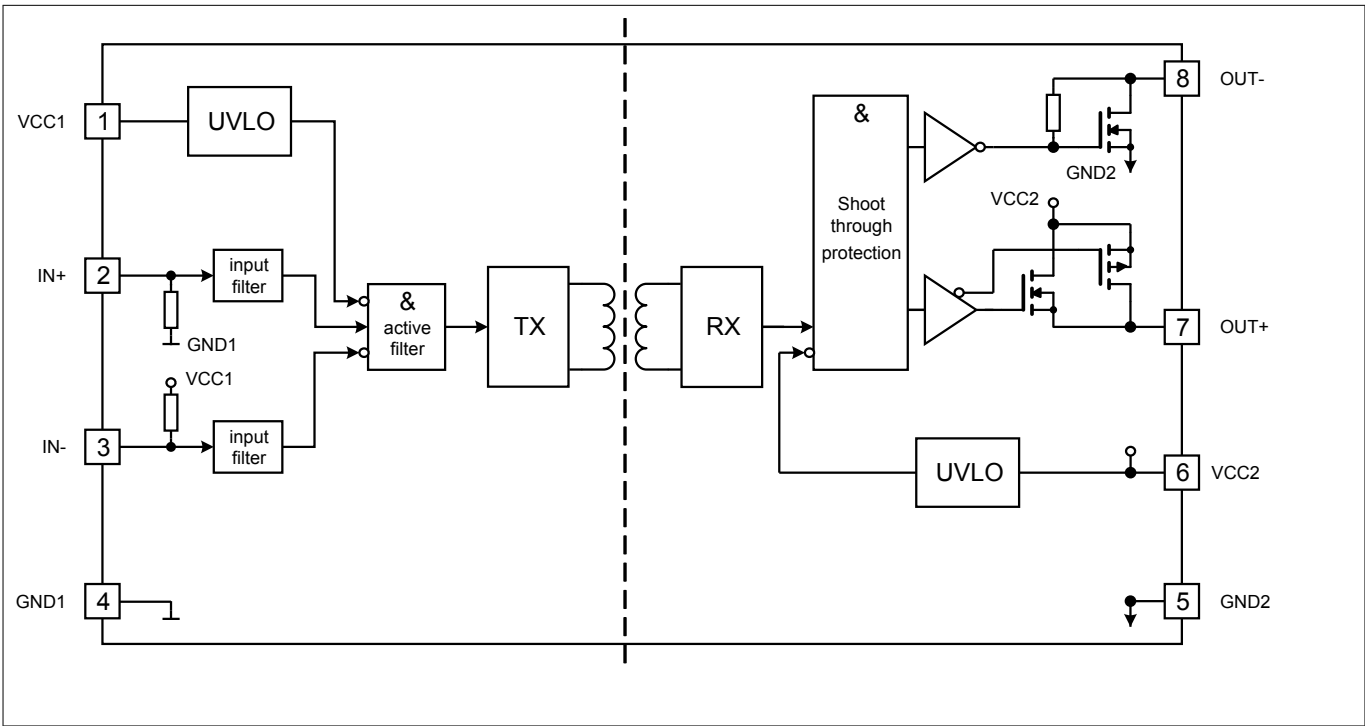 VCC1
1
UVLO
IN+
2
input
filter
GND1
VCC1
IN-
3
input
filter
GND1
4
&
active
filter
TX
RX
&
Shoot
through
protection
GND2
VCC2
UVLO
8
OUT-
7
OUT+
6
VCC2
5
GND2